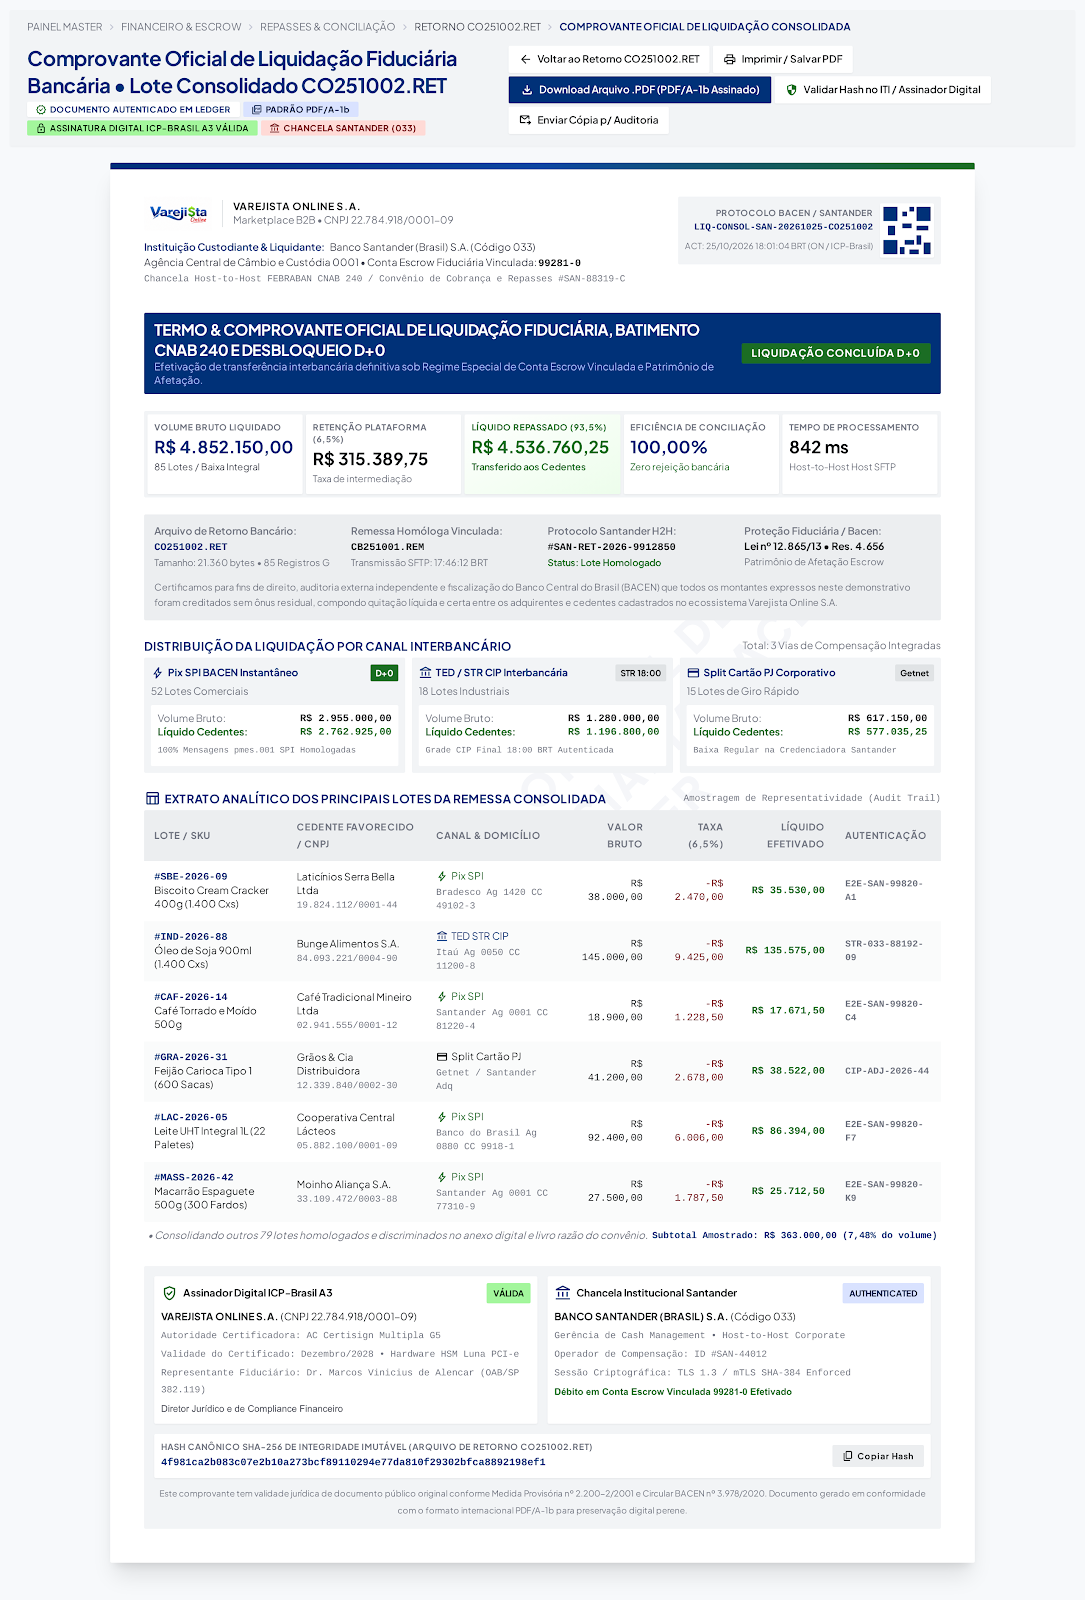 PAINEL MASTER > FINANCEIRO & ESCROW > REPASSES & CONCILIAÇÃO > RETORNO CO251002.RET > COMPROVANTE OFICIAL DE LIQUIDAÇÃO CONSOLIDADA
Comprovante Oficial de Liquidação Fiduciária
Bancária • Lote Consolidado CO251002.RET
DOCUMENTO AUTENTICADO EM LEDGER
PADRÃO PDF/A-1b
ASSINATURA DIGITAL ICP-BRASIL A3 VÁLIDA
CHANCELA SANTANDER (033)
Voltar ao Retorno CO251002.RET
Imprimir / Salvar PDF
Download Arquivo .PDF (PDF/A-1b Assinado)
Validar Hash no ITI / Assinador Digital
Enviar Cópia p/ Auditoria
Varejista
Online
VAREJISTA ONLINE S.A.
Marketplace B2B • CNPJ 22.784.918/0001-09
Instituição Custodiante & Liquidante: Banco Santander (Brasil) S.A. (Código 033)
Agência Central de Câmbio e Custódia 0001 • Conta Escrow Fiduciária Vinculada: 99281-0
Chancela Host-to-Host FEBRABAN CNAB 240 / Convênio de Cobrança e Repasses #SAN-88319-C
PROTOCOLO BACEN / SANTANDER
LIQ-CONSOL-SAN-20261025-CO251002
ACT: 25/10/2026 18:01:04 BRT (ON / ICP-Brasil)
TERMO & COMPROVANTE OFICIAL DE LIQUIDAÇÃO FIDUCIÁRIA, BATIMENTO
CNAB 240 E DESBLOQUEIO D+0
Efetivação de transferência interbancária definitiva sob Regime Especial de Conta Escrow Vinculada e Patrimônio de
Afetação.
LIQUIDAÇÃO CONCLUÍDA D+0
VOLUME BRUTO LIQUIDADO
R$ 4.852.150,00
85 Lotes / Baixa Integral
RETENÇÃO PLATAFORMA
(6,5%)
R$ 315.389,75
Taxa de intermediação
LÍQUIDO REPASSADO (93,5%)
R$ 4.536.760,25
Transferido aos Cedentes
EFICIÊNCIA DE CONCILIAÇÃO
100,00%
Zero rejeição bancária
TEMPO DE PROCESSAMENTO
842 ms
Host-to-Host Host SFTP
Arquivo de Retorno Bancário:
CO251002.RET
Tamanho: 21.360 bytes • 85 Registros G
Remessa Homóloga Vinculada:
CB251001.REM
Transmissão SFTP: 17:46:12 BRT
Protocolo Santander H2H:
#SAN-RET-2026-9912850
Status: Lote Homologado
Proteção Fiduciária / Bacen:
Lei nº 12.865/13 • Res. 4.656
Patrimônio de Afetação Escrow
Certificamos para fins de direito, auditoria externa independente e fiscalização do Banco Central do Brasil (BACEN) que todos os montantes expressos neste demonstrativo
foram creditados sem ônus residual, compondo quitação líquida e certa entre os adquirentes e cedentes cadastrados no ecossistema Varejista Online S.A.
DISTRIBUIÇÃO DA LIQUIDAÇÃO POR CANAL INTERBANCÁRIO
Total: 3 Vias de Compensação Integradas
Pix SPI BACEN Instantâneo
D+0
52 Lotes Comerciais
Volume Bruto: R$ 2.955.000,00
Líquido Cedentes: R$ 2.762.925,00
100% Mensagens pmes.001 SPI Homologadas
TED / STR CIP Interbancária
STR 18:00
18 Lotes Industriais
Volume Bruto: R$ 1.280.000,00
Líquido Cedentes: R$ 1.196.800,00
Grade CIP Final 18:00 BRT Autenticada
Split Cartão PJ Corporativo
Getnet
15 Lotes de Giro Rápido
Volume Bruto: R$ 617.150,00
Líquido Cedentes: R$ 577.035,25
Baixa Regular na Credenciadora Santander
EXTRATO ANALÍTICO DOS PRINCIPAIS LOTES DA REMESSA CONSOLIDADA
Amostragem de Representatividade (Audit Trail)
LOTE / SKU
CEDENTE FAVORECIDO
/ CNPJ
CANAL & DOMICÍLIO
VALOR
BRUTO
TAXA
(6,5%)
LÍQUIDO
EFETIVADO
AUTENTICAÇÃO
#SBE-2026-09
Biscoito Cream Cracker
400g (1.400 Cxs)
Laticínios Serra Bella
Ltda
19.824.112/0001-44
Pix SPI
Bradesco Ag 1420 CC
49102-3
R$
38.000,00
-R$
2.470,00
R$ 35.530,00
E2E-SAN-99820-
A1
#IND-2026-88
Óleo de Soja 900ml
(1.400 Cxs)
Bunge Alimentos S.A.
84.093.221/0004-90
TED STR CIP
Itaú Ag 0050 CC
11200-8
R$
145.000,00
-R$
9.425,00
R$ 135.575,00
STR-033-88192-
09
#CAF-2026-14
Café Torrado e Moído
500g
Café Tradicional Mineiro
Ltda
02.941.555/0001-12
Pix SPI
Santander Ag 0001 CC
81220-4
R$
18.900,00
-R$
1.228,50
R$ 17.671,50
E2E-SAN-99820-
C4
#GRA-2026-31
Feijão Carioca Tipo 1
(600 Sacas)
Grãos & Cia
Distribuidora
12.339.840/0002-30
Split Cartão PJ
Getnet / Santander
Adq
R$
41.200,00
-R$
2.678,00
R$ 38.522,00
CIP-ADJ-2026-44
#LAC-2026-05
Leite UHT Integral 1L (22
Paletes)
Cooperativa Central
Lácteos
05.882.100/0001-09
Pix SPI
Banco do Brasil Ag
0880 CC 9918-1
R$
92.400,00
-R$
6.006,00
R$ 86.394,00
E2E-SAN-99820-
F7
#MASS-2026-42
Macarrão Espaguete
500g (300 Fardos)
Moinho Aliança S.A.
33.109.472/0003-88
Pix SPI
Santander Ag 0001 CC
77310-9
R$
27.500,00
-R$
1.787,50
R$ 25.712,50
E2E-SAN-99820-
K9
• Consolidando outros 79 lotes homologados e discriminados no anexo digital e livro razão do convênio.
Subtotal Amostrado: R$ 363.000,00 (7,48% do volume)
Assinador Digital ICP-Brasil A3
VÁLIDA
VAREJISTA ONLINE S.A. (CNPJ 22.784.918/0001-09)
Autoridade Certificadora: AC Certisign Multipla G5
Validade do Certificado: Dezembro/2028 • Hardware HSM Luna PCI-e
Representante Fiduciário: Dr. Marcos Vinicius de Alencar (OAB/SP
382.119)
Diretor Jurídico e de Compliance Financeiro
Chancela Institucional Santander
AUTHENTICATED
BANCO SANTANDER (BRASIL) S.A. (Código 033)
Gerência de Cash Management • Host-to-Host Corporate
Operador de Compensação: ID #SAN-44012
Sessão Criptográfica: TLS 1.3 / mTLS SHA-384 Enforced
Débito em Conta Escrow Vinculada 99281-0 Efetivado
HASH CANÔNICO SHA-256 DE INTEGRIDADE IMUTÁVEL (ARQUIVO DE RETORNO CO251002.RET)
4f981ca2b083c07e2b10a273bcf89110294e77da810f29302bfca8892198ef1
Copiar Hash
Este comprovante tem validade jurídica de documento público original conforme Medida Provisória nº 2.200-2/2001 e Circular BACEN nº 3.978/2020. Documento gerado em conformidade
com o formato internacional PDF/A-1b para preservação digital perene.